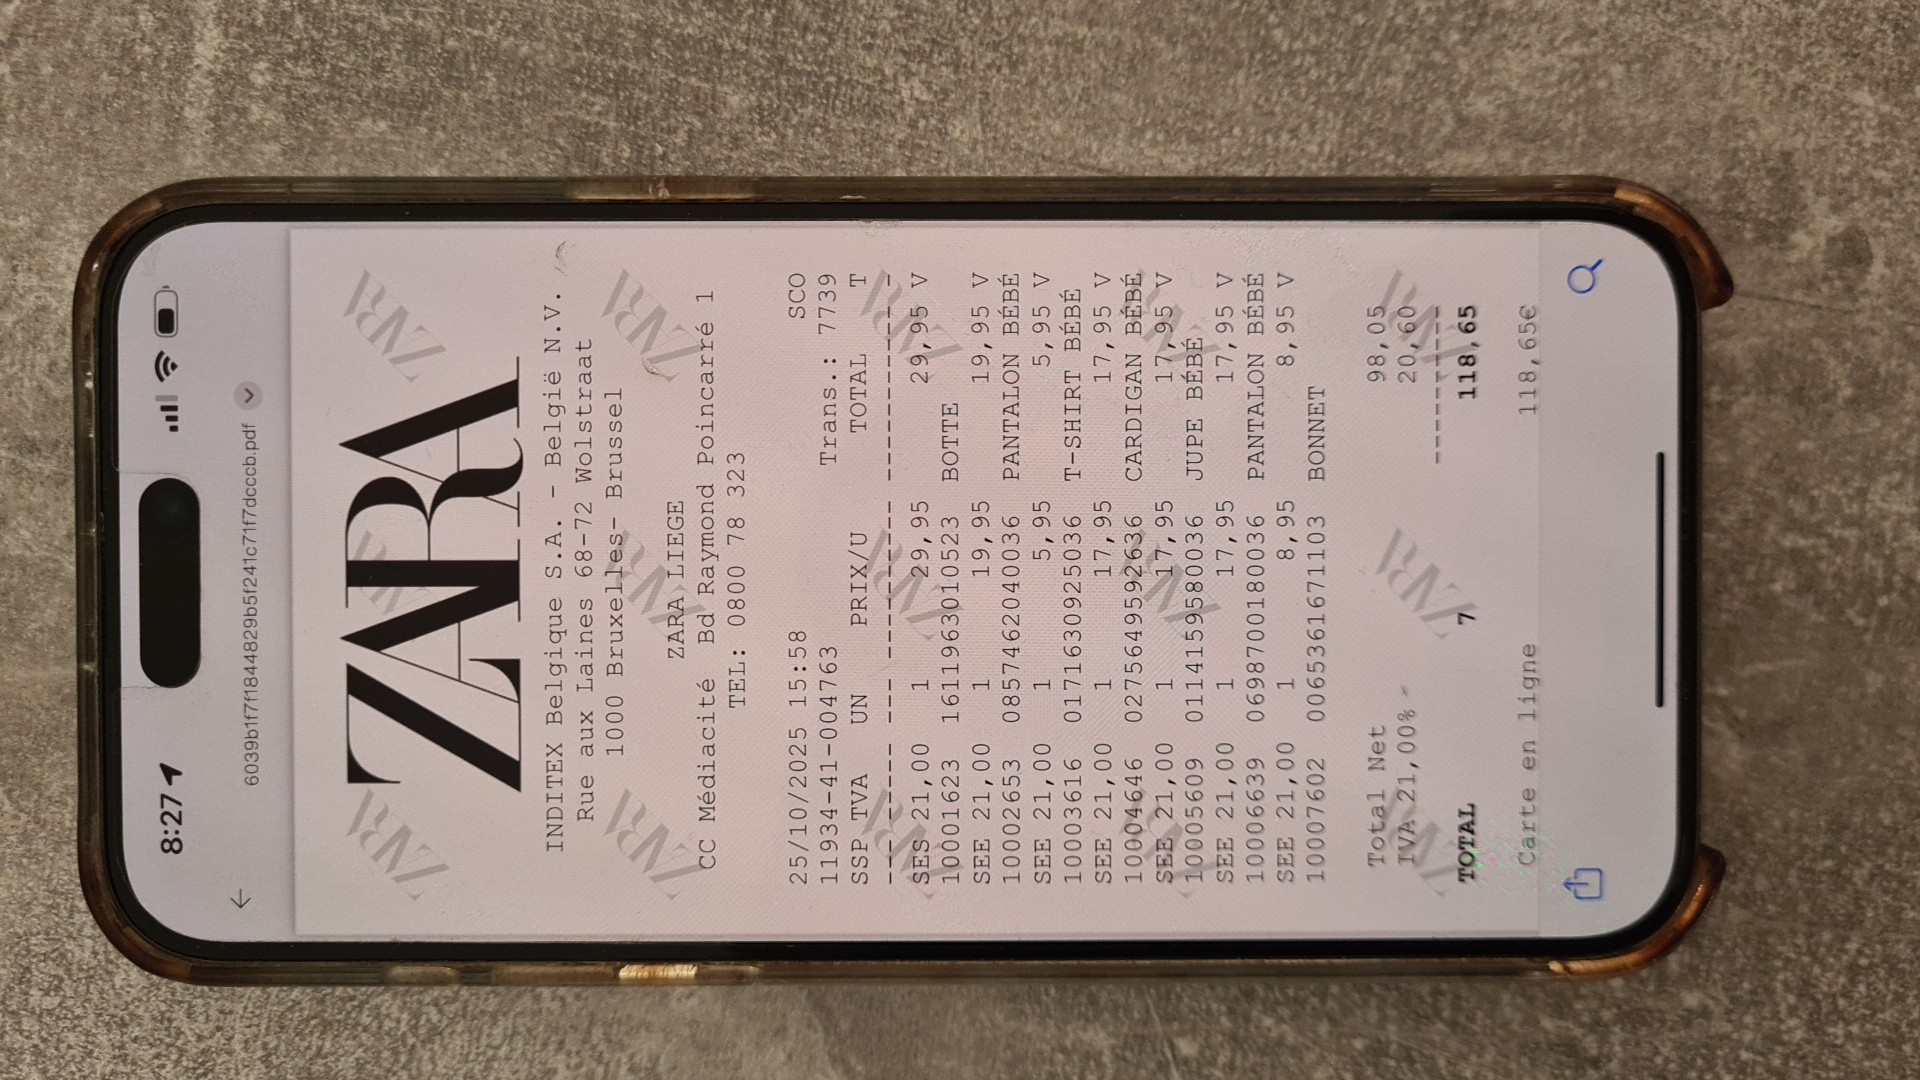 8:27
6039b1f7f1844829b5f241c71f7dcccb.pdf
ZARA
INDITEX Belgique S.A. - België N.V.
Rue aux Laines 68-72 Wolstraat
1000 Bruxelles- Brussel
ZARA LIEGE
CC Médiacité Bd Raymond Poincarré 1
TEL: 0800 78 323
25/10/2025 15:58 SCO
11934-41-004763 Trans.: 7739
SSP TVA UN PRIX/U TOTAL T
SES 21,00 1 29,95 29,95 V
10001623 16119630110523 BOTTE
SEE 21,00 1 19,95 19,95 V
10002653 0857462040036 PANTALON BÉBÉ
SEE 21,00 1 5,95 5,95 V
10003616 0171630925036 T-SHIRT BÉBÉ
SEE 21,00 1 17,95 17,95 V
10004646 0275649592636 CARDIGAN BÉBÉ
SEE 21,00 1 17,95 17,95 V
10005609 0114159580036 JUPE BÉBÉ
SEE 21,00 1 17,95 17,95 V
10006639 0698700180036 PANTALON BÉBÉ
SEE 21,00 1 8,95 8,95 V
10007602 00653616671103 BONNET
Total Net 98,05
IVA 21,00% - 20,60
TOTAL 7 118,65
Carte en ligne 118,65€